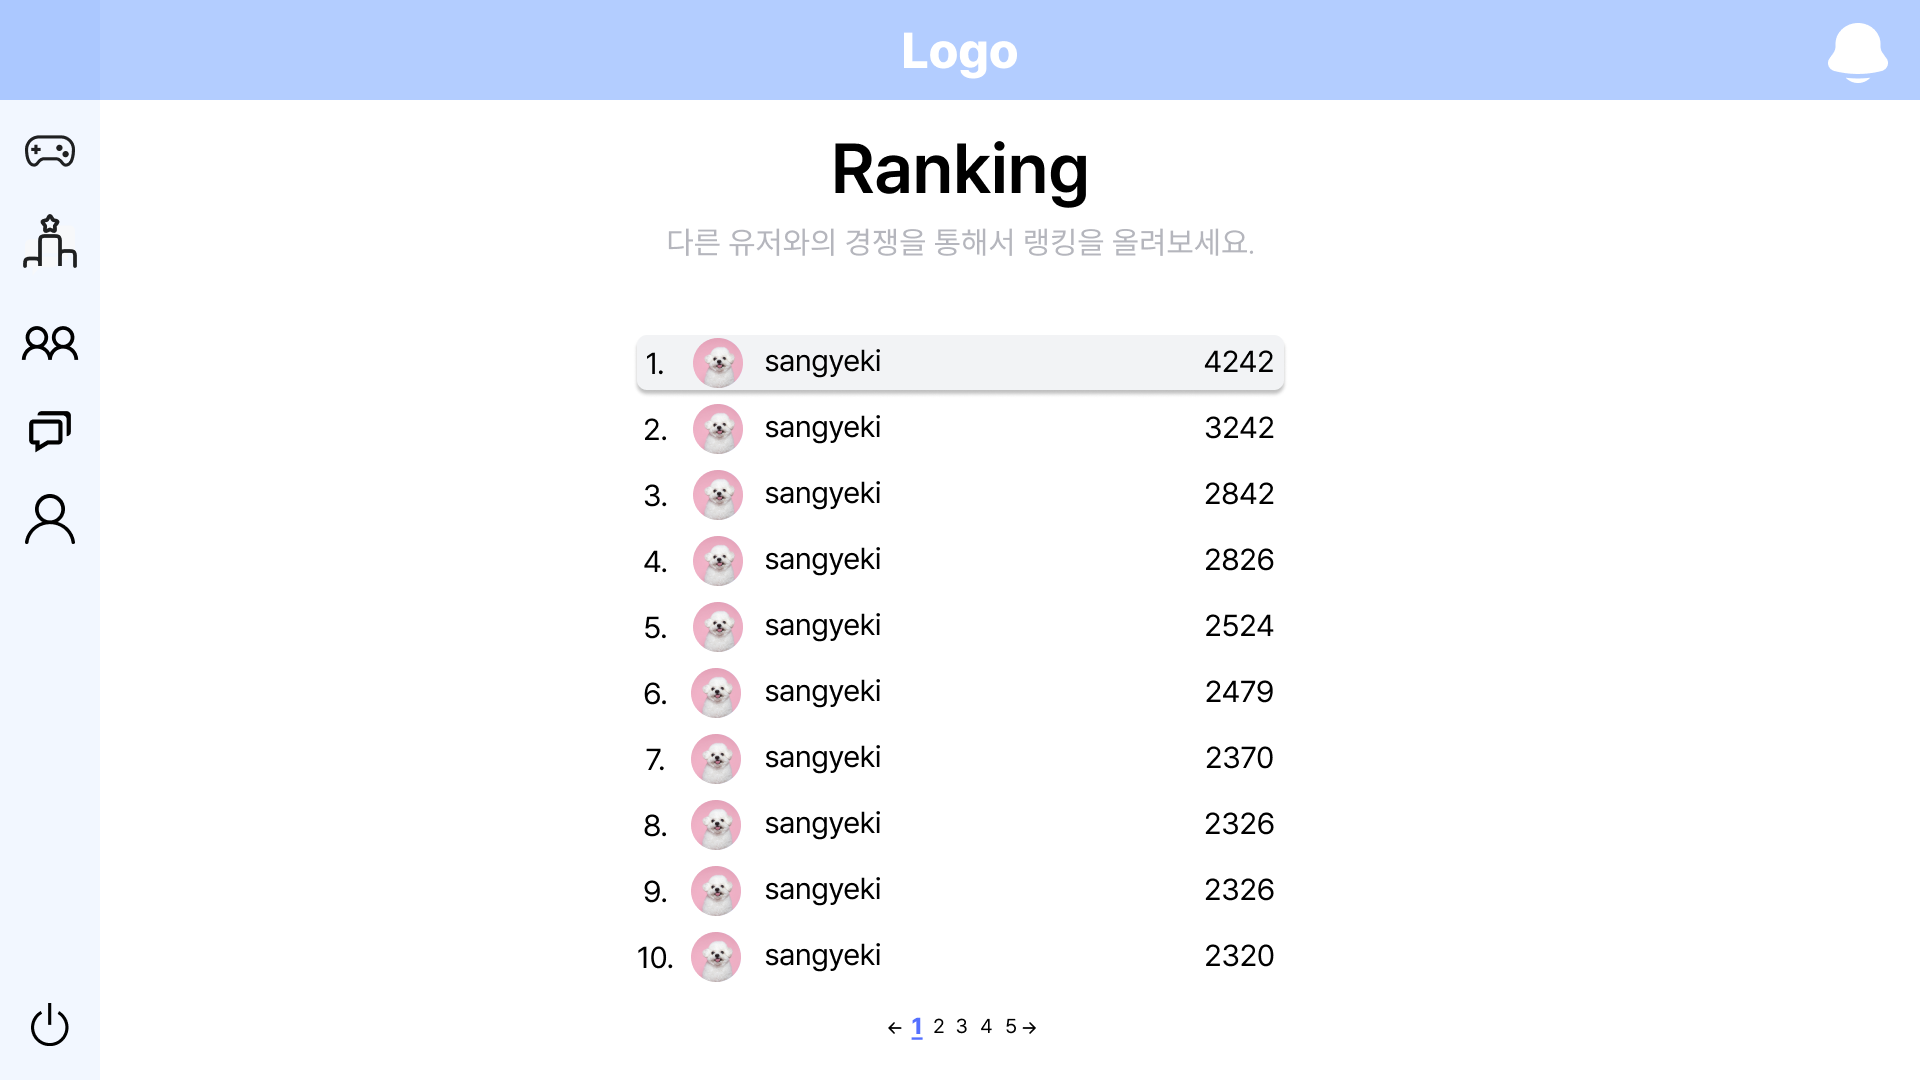 Logo
Ranking
다른 유저와의 경쟁을 통해서 랭킹을 올려보세요.
1. sangyeki 4242
2. sangyeki 3242
3. sangyeki 2842
4. sangyeki 2826
5. sangyeki 2524
6. sangyeki 2479
7. sangyeki 2370
8. sangyeki 2326
9. sangyeki 2326
10. sangyeki 2320
← 1 2 3 4 5 →